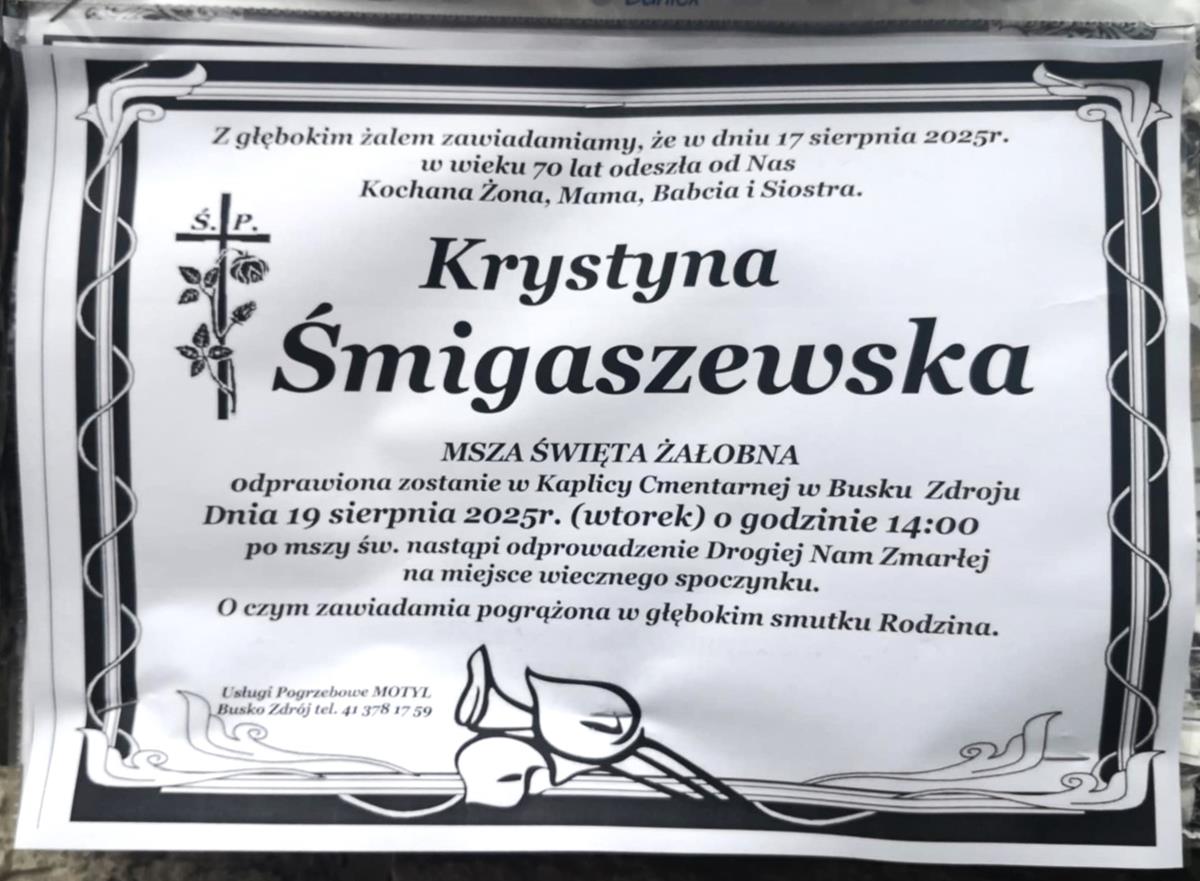 Z głębokim żalem zawiadamiamy, że w dniu 17 sierpnia 2025r.
w wieku 70 lat odeszła od Nas
Kochana Żona, Mama, Babcia i Siostra.
Ś. P.
Krystyna
Śmigaszewska
MSZA ŚWIĘTA ŻAŁOBNA
odprawiona zostanie w Kaplicy Cmentarnej w Busku Zdroju
Dnia 19 sierpnia 2025r. (wtorek) o godzinie 14:00
po mszy św. nastąpi odprowadzenie Drogiej Nam Zmarłej
na miejsce wiecznego spoczynku.
O czym zawiadamia pogrążona w głębokim smutku Rodzina.
Usługi Pogrzebowe MOTYL
Busko Zdrój tel. 41 378 17 59